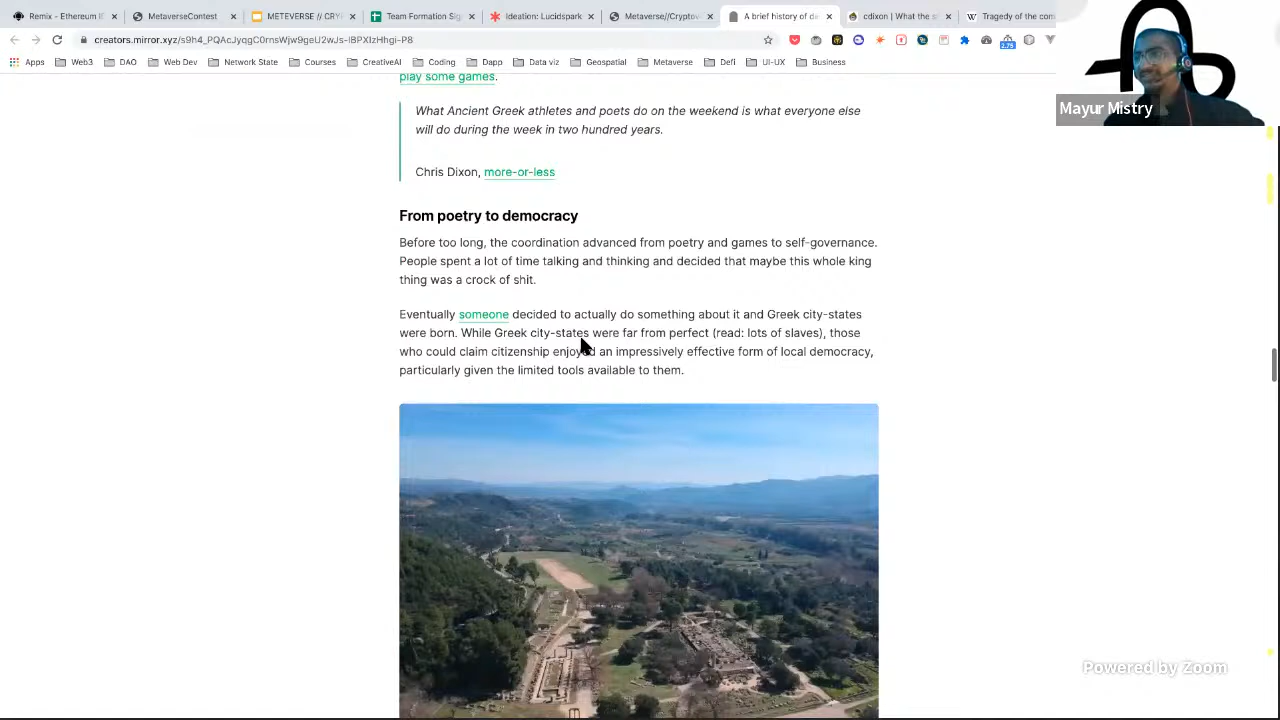 Remix - Ethereum I
MetaverseContest
METEVERSE // CRY
Team Formation Sig
Ideation: Lucidspark
Metaverse//Cryptov
A brief history of de
cdixon | What the s
Tragedy of the com
creators.mirror.xyz/s9h4_PQAcJyqgC0rnsWjw9geU2wJs-IBPXIzHhgi-P8
2.75
Apps
Web3
DAO
Web Dev
Network State
Courses
CreativeAI
Coding
Dapp
Data viz
Geospatial
Metaverse
Defi
UI-UX
Business
Mayur Mistry
play some games.
What Ancient Greek athletes and poets do on the weekend is what everyone else
will do during the week in two hundred years.
Chris Dixon, more-or-less
From poetry to democracy
Before too long, the coordination advanced from poetry and games to self-governance.
People spent a lot of time talking and thinking and decided that maybe this whole king
thing was a crock of shit.
Eventually someone decided to actually do something about it and Greek city-states
were born. While Greek city-states were far from perfect (read: lots of slaves), those
who could claim citizenship enjoyed an impressively effective form of local democracy,
particularly given the limited tools available to them.
Powered by Zoom